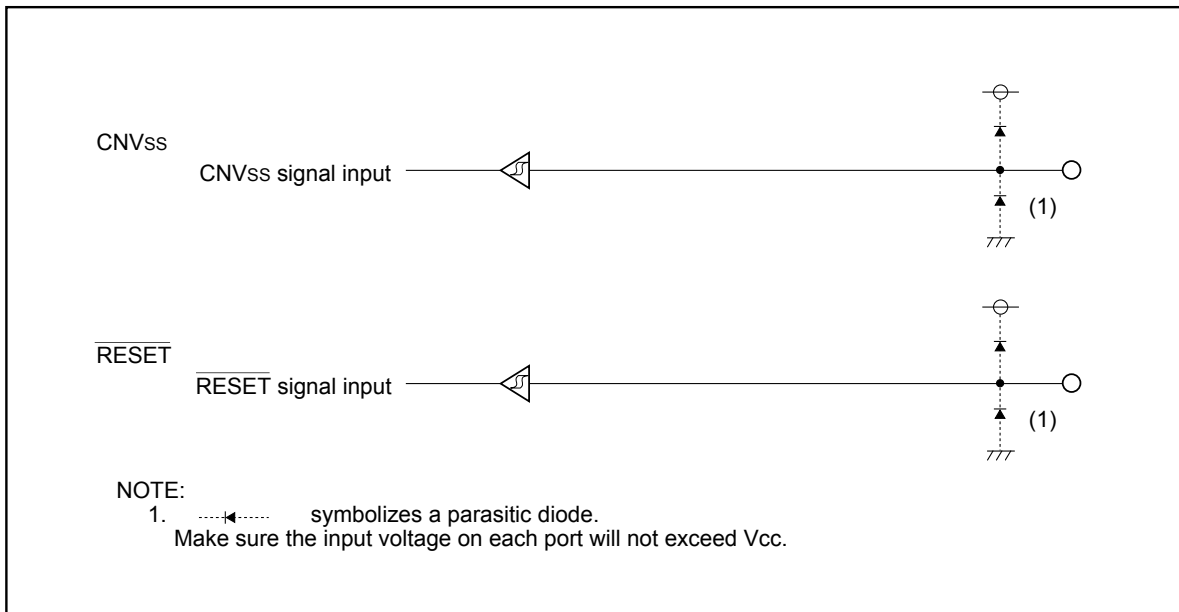 CNVss
CNVss signal input
(1)
RESET
RESET signal input
(1)
NOTE:
1. symbolizes a parasitic diode.
Make sure the input voltage on each port will not exceed Vcc.